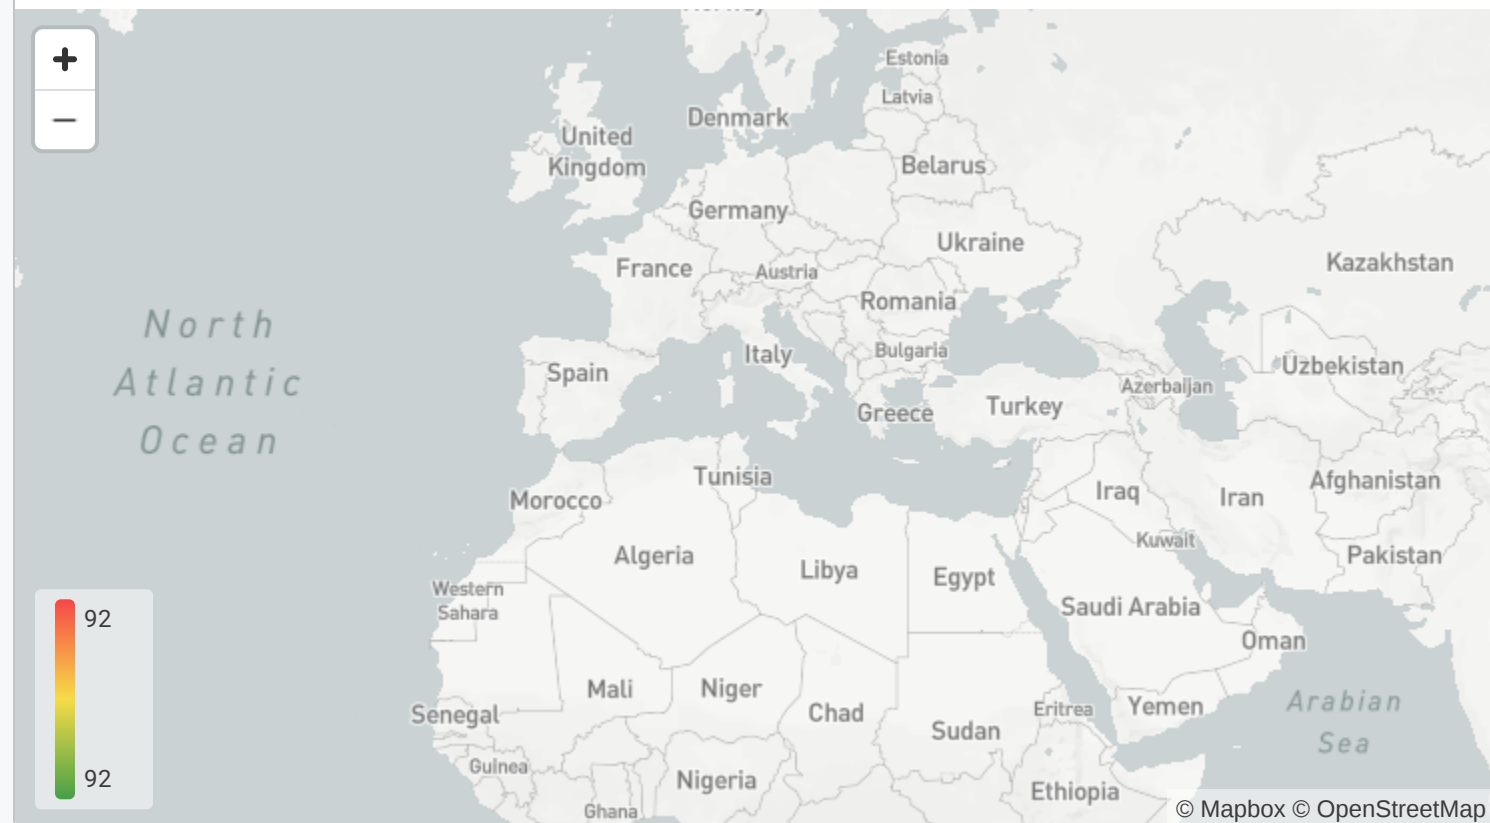 Norway
+
Estonia
Latvia
Denmark
United
Kingdom
Belarus
Germany
Ukraine
France
Austria
Kazakhstan
Romania
North
Atlantic
Ocean
Italy
Bulgaria
Spain
Uzbekistan
Azerbaijan
Greece
Turkey
Tunisia
Afghanistan
Morocco
Iraq
Iran
Kuwait
Pakistan
Algeria
Libya
Egypt
Western
Sahara
Saudi Arabia
Oman
92
Mali
Niger
Chad
Senegal
Eritrea
Yemen
Arabian
Sea
Sudan
Guinea
Nigeria
92
Ethiopia
Ghana
© Mapbox © OpenStreetMap